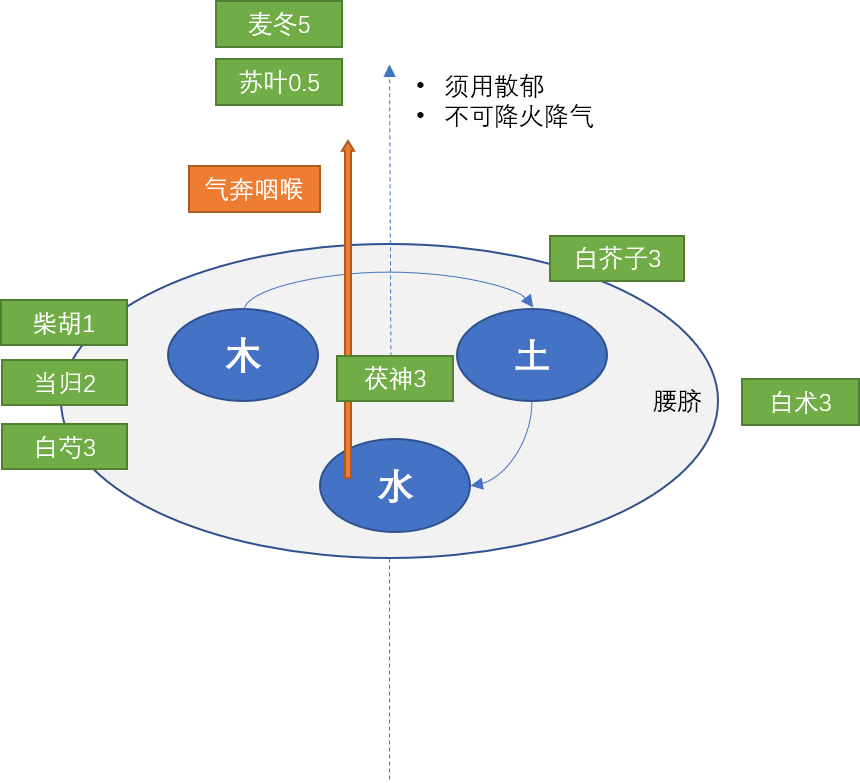 麦冬5
苏叶0.5
• 须用散郁
• 不可降火降气
气奔咽喉
白芥子3
柴胡1
木
土
当归2
茯神3
腰脐
白术3
白芍3
水